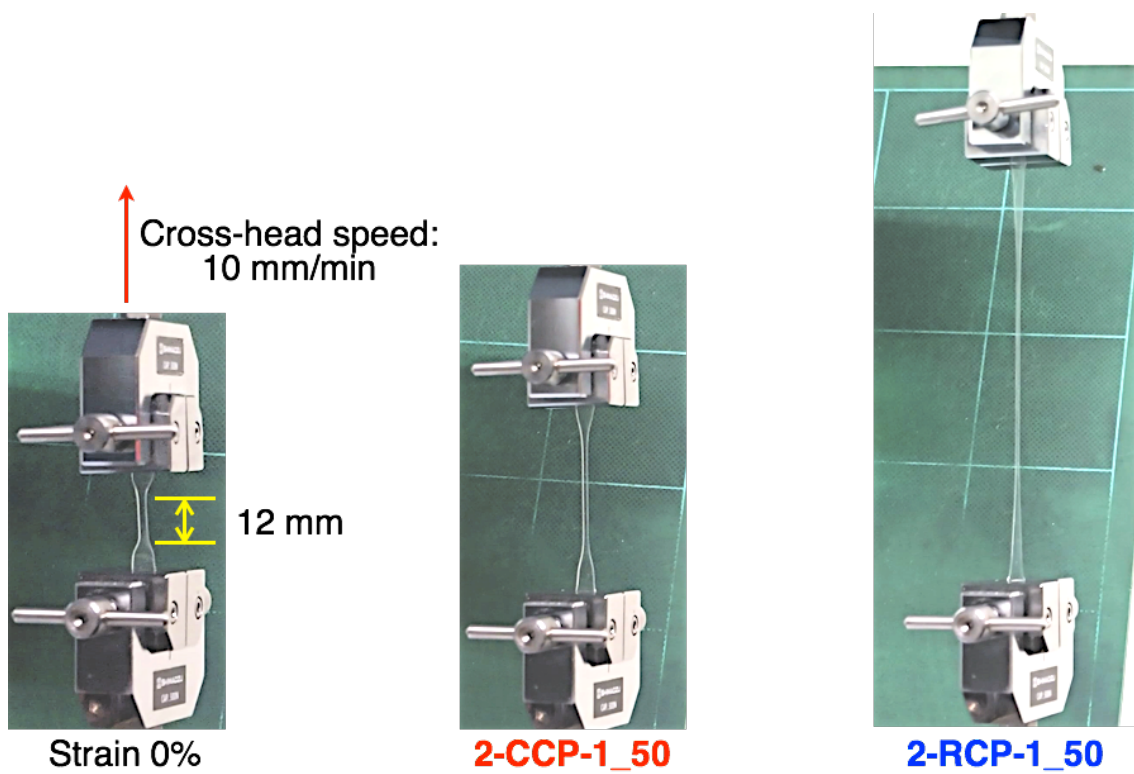 Cross-head speed:
10 mm/min
12 mm
Strain 0%
2-CCP-1_50
2-RCP-1_50